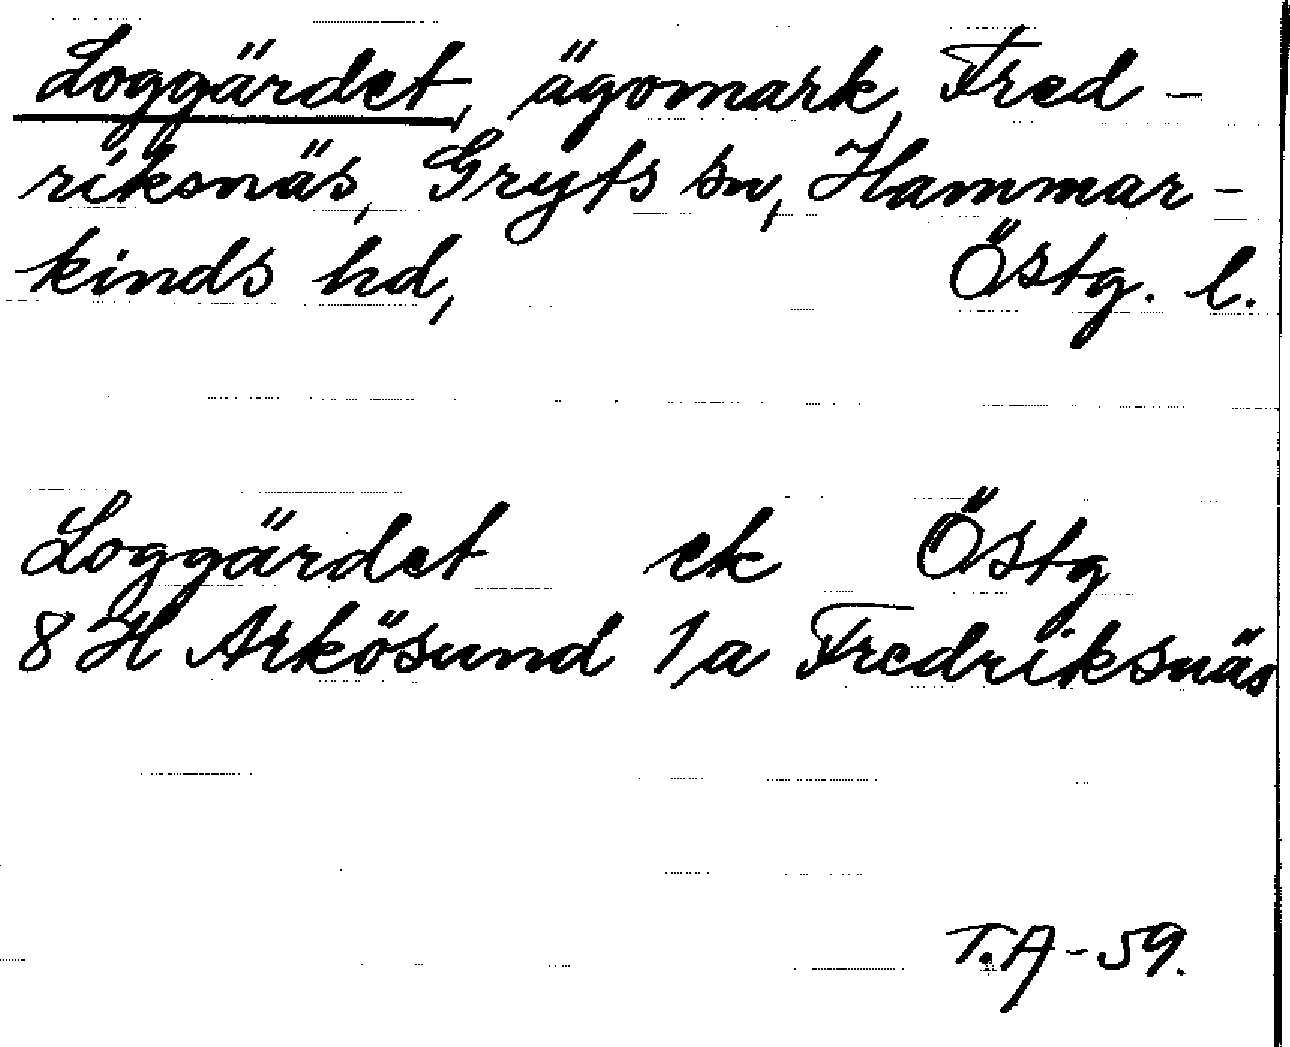 Loggärdet, ägomark, Fred-
riksnäs, Gryts sn, Hammar-
kinds hd, Östg. l.
Loggärdet ek Östg
8 H Arkösund 1/a Fredriksnäs
T.A-59.